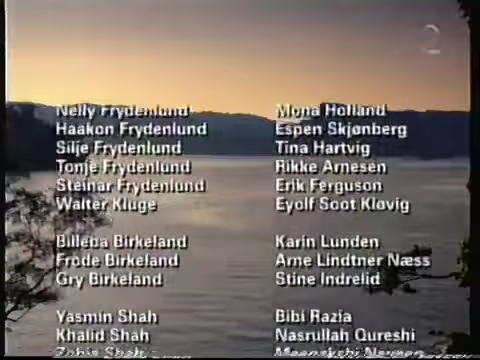 2
Nelly Frydenlund Mona Holland
Haakon Frydenlund Espen Skjønberg
Silje Frydenlund Tina Hartvig
Tonje Frydenlund Rikke Arnesen
Steinar Frydenlund Erik Ferguson
Walter Kluge Eyolf Soot Kløvig
Billeba Birkeland Karin Lunden
Frode Birkeland Arne Lindtner Næss
Gry Birkeland Stine Indrelid
Yasmin Shah Bibi Razia
Khalid Shah Nasrullah Qureshi
Shah